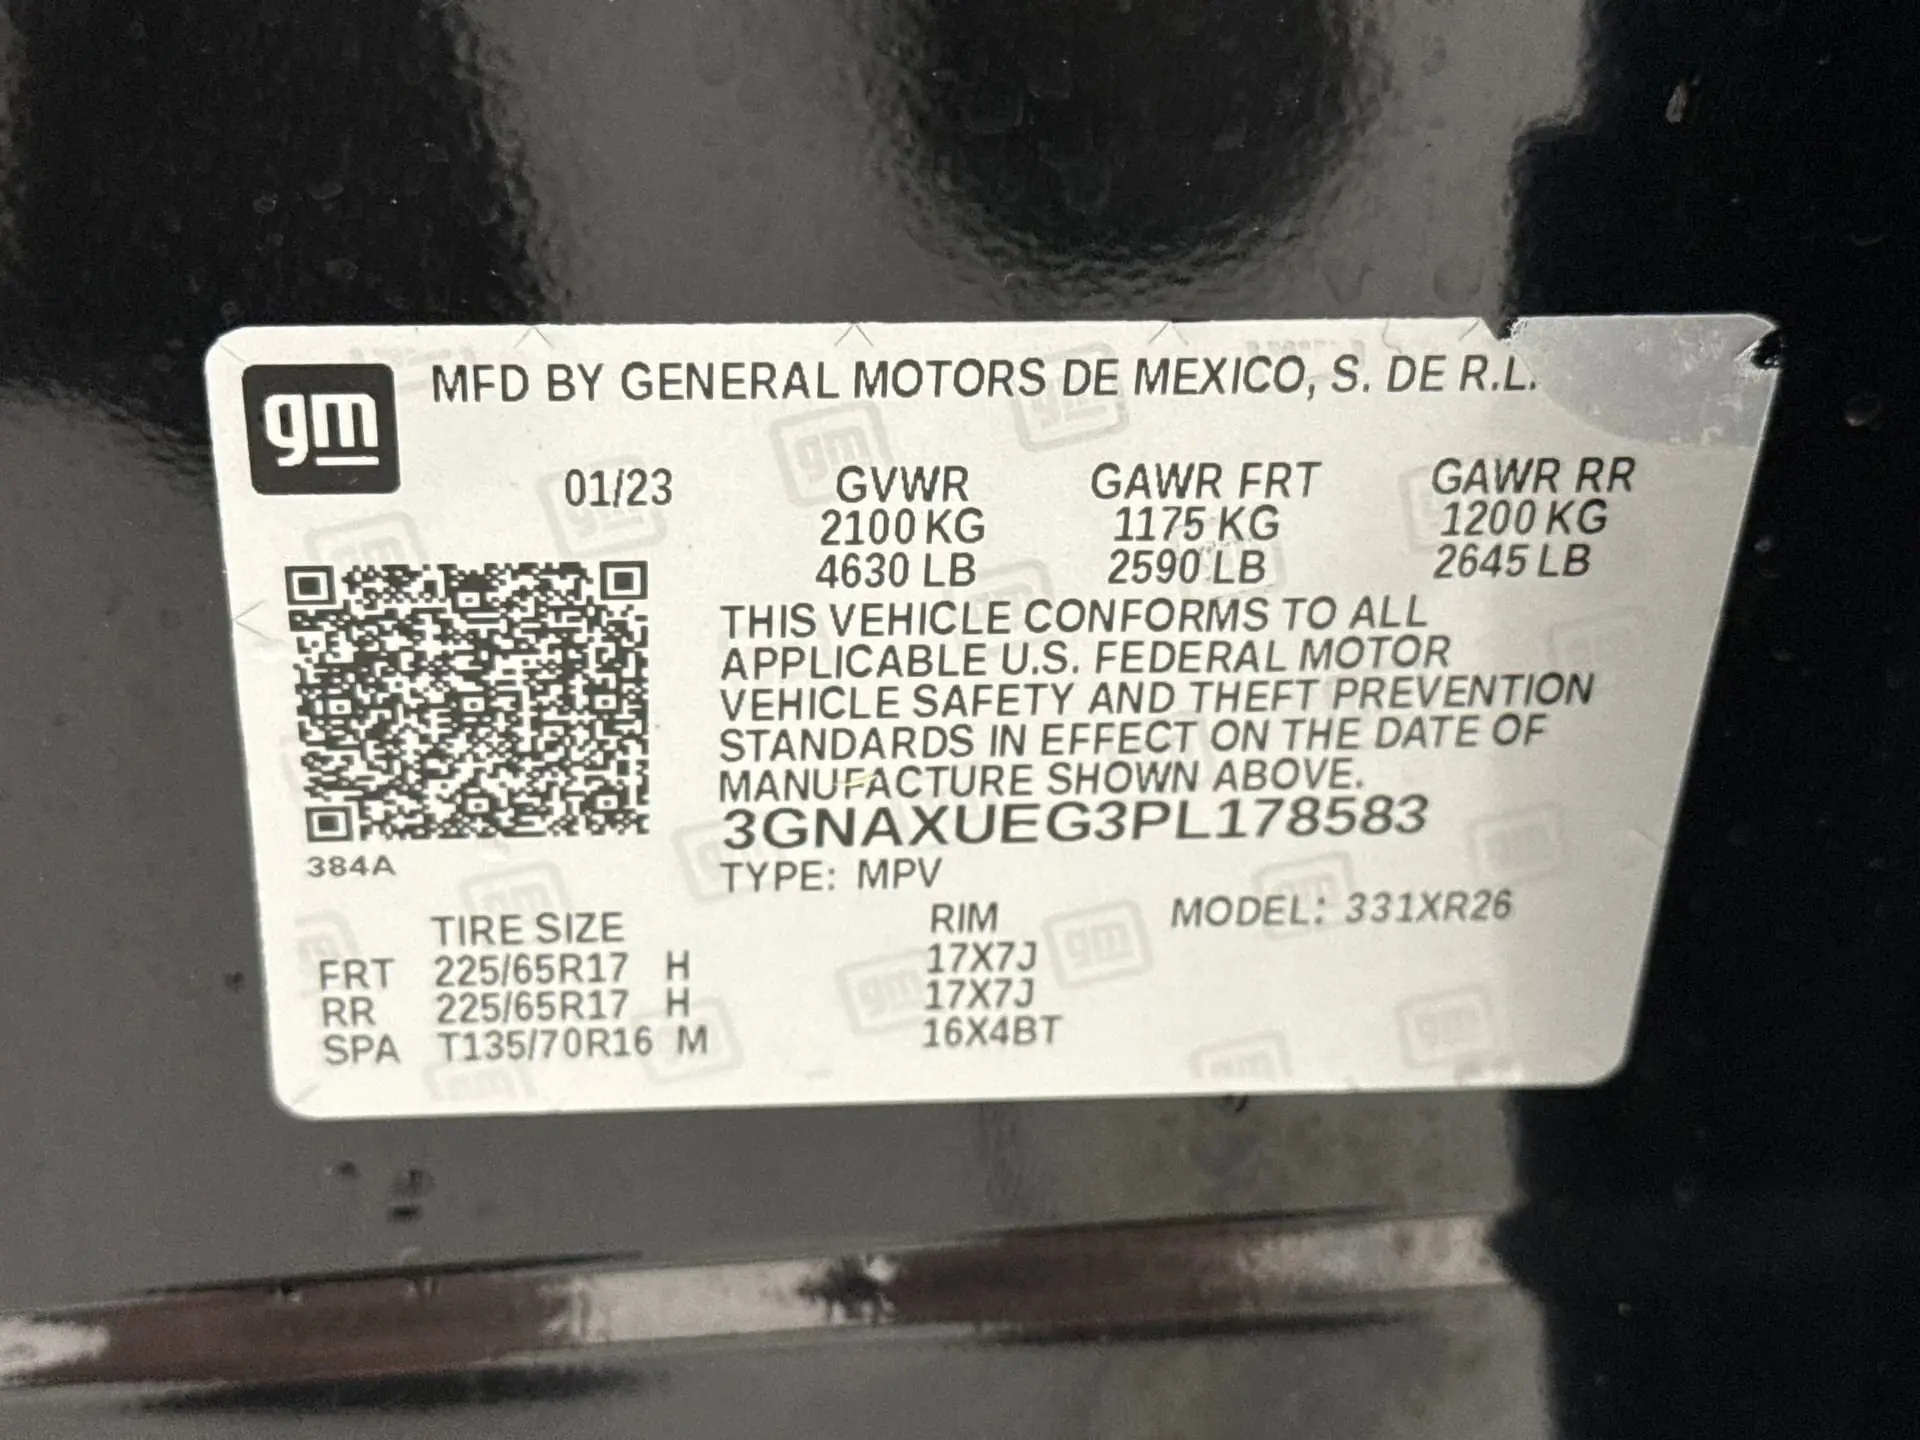 gm
MFD BY GENERAL MOTORS DE MEXICO, S. DE R.L.
01/23 GVWR GAWR FRT GAWR RR
2100 KG 1175 KG 1200 KG
4630 LB 2590 LB 2645 LB
THIS VEHICLE CONFORMS TO ALL
APPLICABLE U.S. FEDERAL MOTOR
VEHICLE SAFETY AND THEFT PREVENTION
STANDARDS IN EFFECT ON THE DATE OF
MANUFACTURE SHOWN ABOVE.
3GNAXUEG3PL178583
384A
TYPE: MPV
TIRE SIZE RIM MODEL: 331XR26
FRT 225/65R17 H 17X7J
RR 225/65R17 H 17X7J
SPA T135/70R16 M 16X4BT